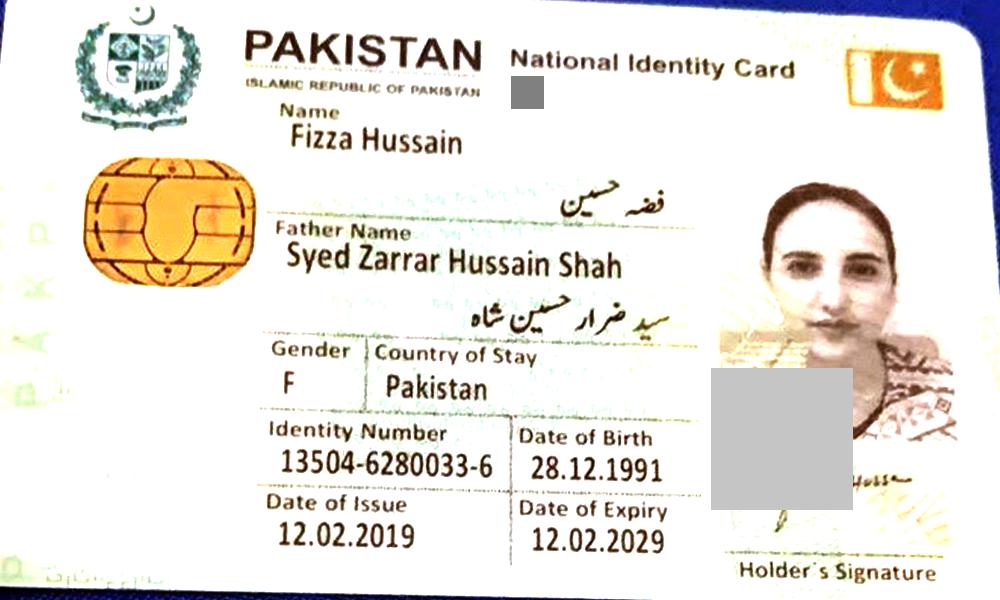 PAKISTAN National Identity Card
ISLAMIC REPUBLIC OF PAKISTAN
Name
Fizza Hussain
فضہ حسین
Father Name
Syed Zarrar Hussain Shah
سید ضرار حسین شاہ
Gender Country of Stay
F Pakistan
Identity Number Date of Birth
13504-6280033-6 28.12.1991
Date of Issue Date of Expiry
12.02.2019 12.02.2029
Holder's Signature